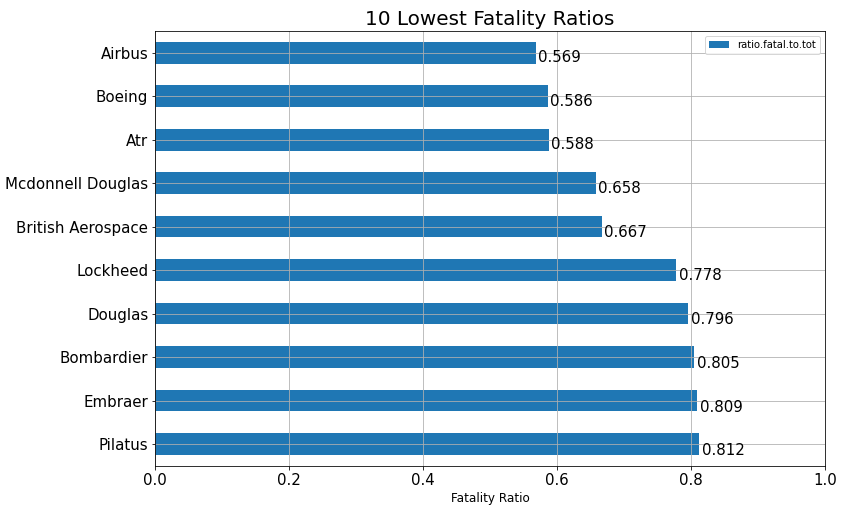 10 Lowest Fatality Ratios
ratio.fatal.to.tot
Airbus 0.569
Boeing 0.586
Atr 0.588
Mcdonnell Douglas 0.658
British Aerospace 0.667
Lockheed 0.778
Douglas 0.796
Bombardier 0.805
Embraer 0.809
Pilatus 0.812
0.0 0.2 0.4 0.6 0.8 1.0
Fatality Ratio